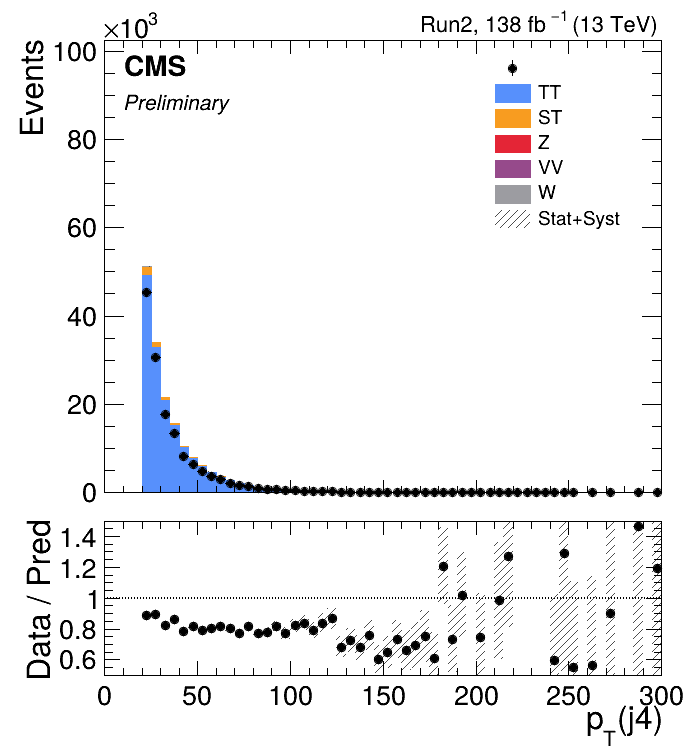 ×10³
Run2, 138 fb⁻¹ (13 TeV)
CMS
Preliminary
TT
ST
Z
VV
W
Stat+Syst
Events
100
80
60
40
20
0
Data / Pred
1.4
1.2
1
0.8
0.6
0 50 100 150 200 250 300
p_T(j4)